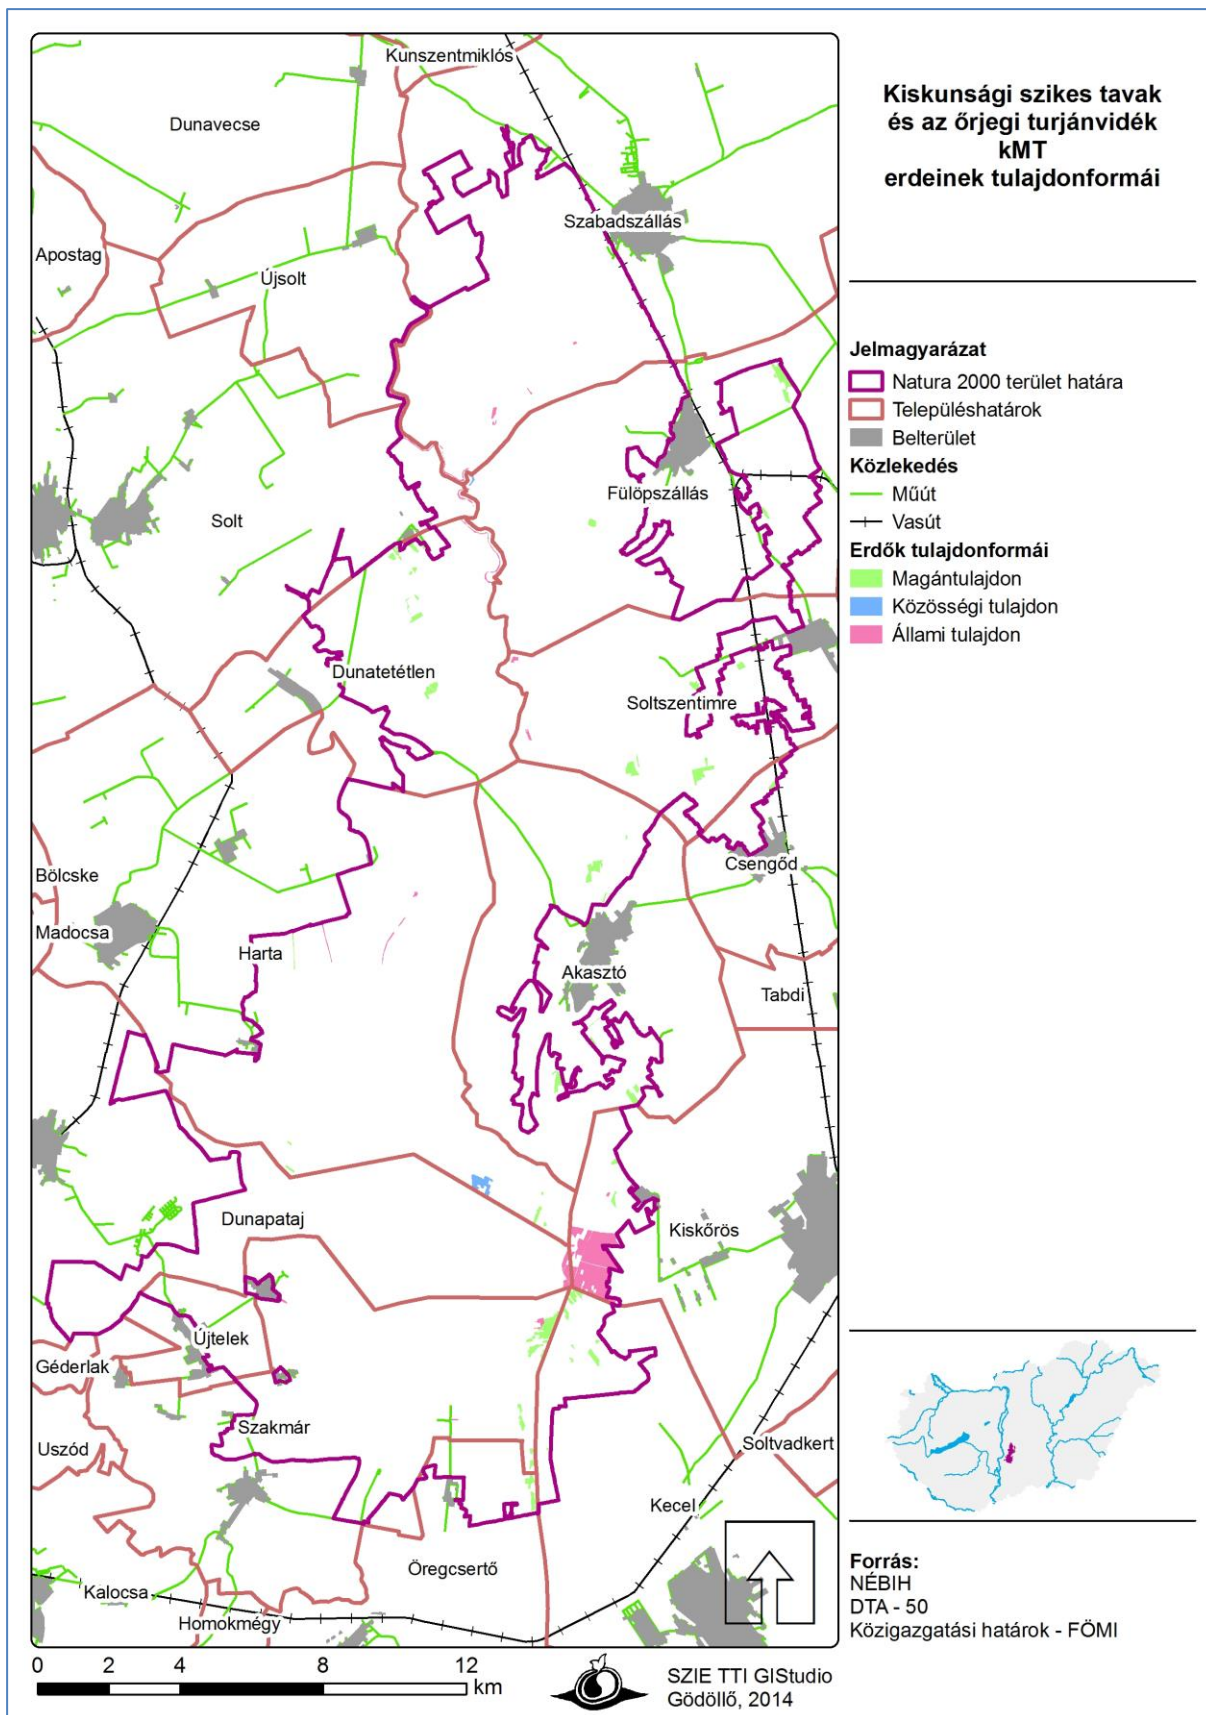 Kiskunsági szikes tavak
és az őrjegi turjánvidék
kMT
erdeinek tulajdonformái
Jelmagyarázat
Natura 2000 terület határa
Településhatárok
Belterület
Közlekedés
Műút
Vasút
Erdők tulajdonformái
Magántulajdon
Közösségi tulajdon
Állami tulajdon
Kunszentmiklós
Dunavecse
Szabadszállás
Apostag
Újsolt
Fülöpszállás
Solt
Dunatetétlen
Soltszentimre
Csengőd
Bölcske
Madocsa
Harta
Akasztó
Tabdi
Dunapataj
Kiskőrös
Újtelek
Géderlak
Szakmár
Uszód
Soltvadkert
Kecel
Öregcsertő
Kalocsa
Homokmégy
Forrás:
NÉBIH
DTA - 50
Közigazgatási határok - FÖMI
0 2 4 8 12
km
SZIE TTI GIStudio
Gödöllő, 2014